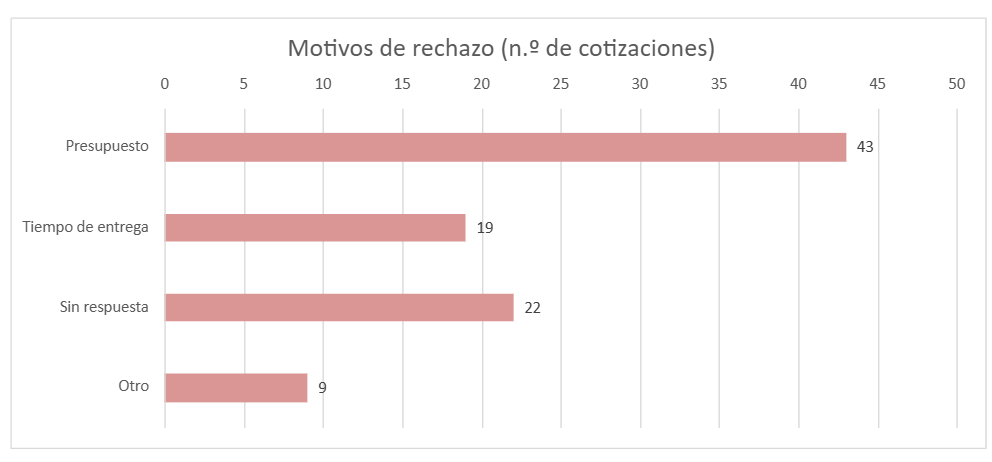 Motivos de rechazo (n.º de cotizaciones)
0 5 10 15 20 25 30 35 40 45 50
Presupuesto 43
Tiempo de entrega 19
Sin respuesta 22
Otro 9